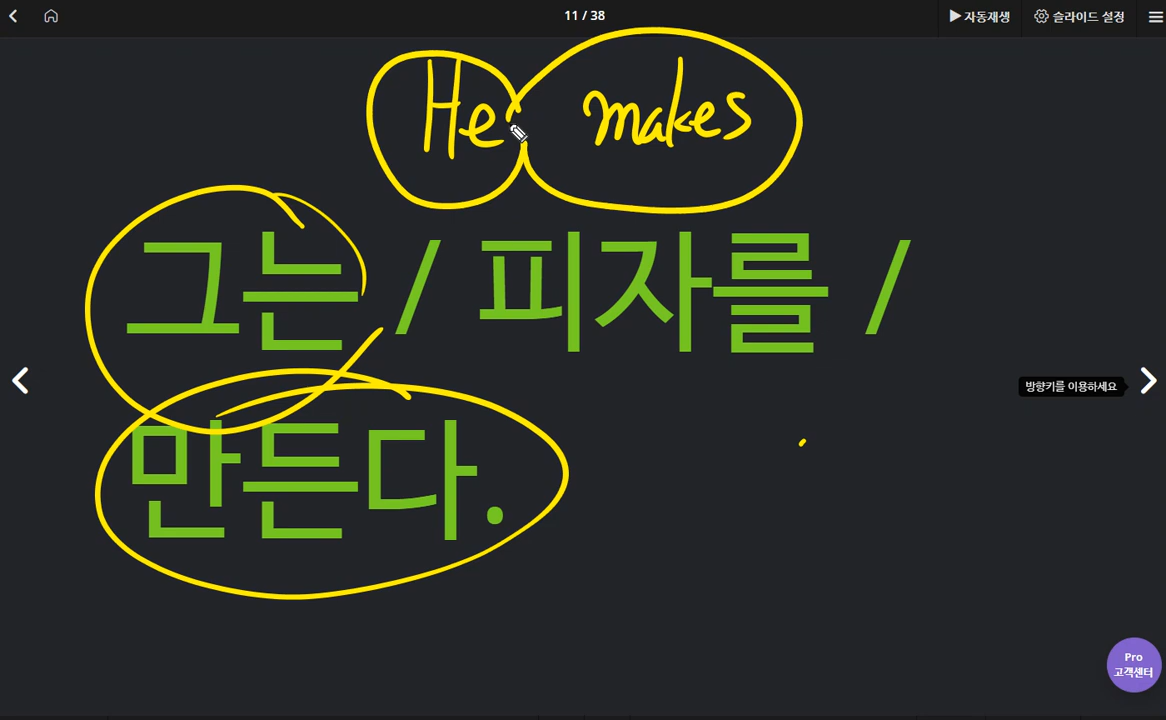 11 / 38
▶ 자동재생
슬라이드 설정
He makes
그는 / 피자를 /
만든다.
방향키를 이용하세요
Pro
고객센터